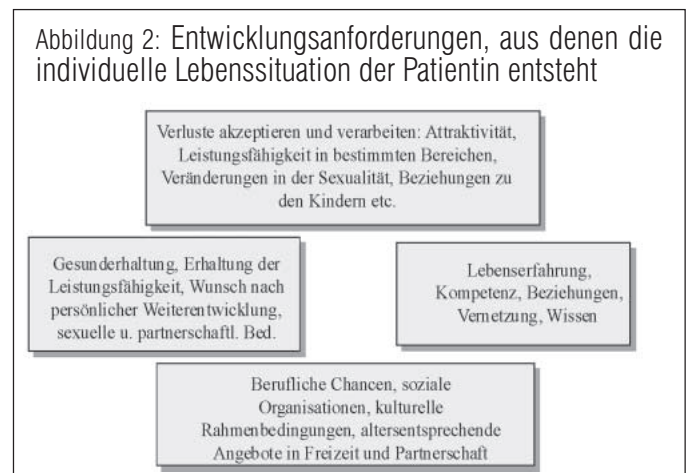 Abbildung 2: Entwicklungsanforderungen, aus denen die
individuelle Lebenssituation der Patientin entsteht
Verluste akzeptieren und verarbeiten: Attraktivität,
Leistungsfähigkeit in bestimmten Bereichen,
Veränderungen in der Sexualität, Beziehungen zu
den Kindern etc.
Gesunderhaltung, Erhaltung der
Leistungsfähigkeit, Wunsch nach
persönlicher Weiterentwicklung,
sexuelle u. partnerschaftl. Bed.
Lebenserfahrung,
Kompetenz, Beziehungen,
Vernetzung, Wissen
Berufliche Chancen, soziale
Organisationen, kulturelle
Rahmenbedingungen, altersentsprechende
Angebote in Freizeit und Partnerschaft